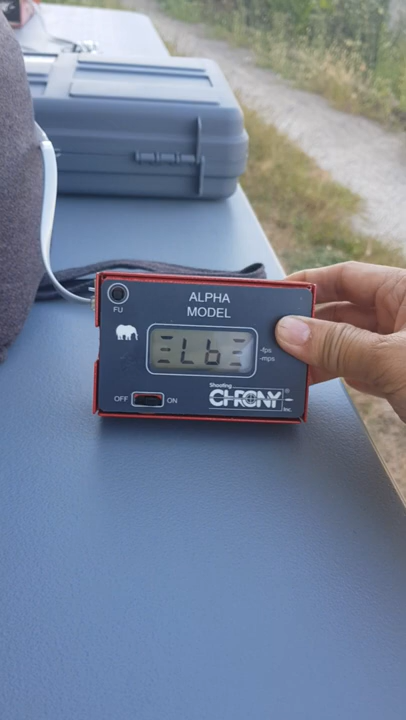 ALPHA
MODEL
FU
Lb
-fps
-mps
OFF ON
Shooting
CHRONY®
Inc.